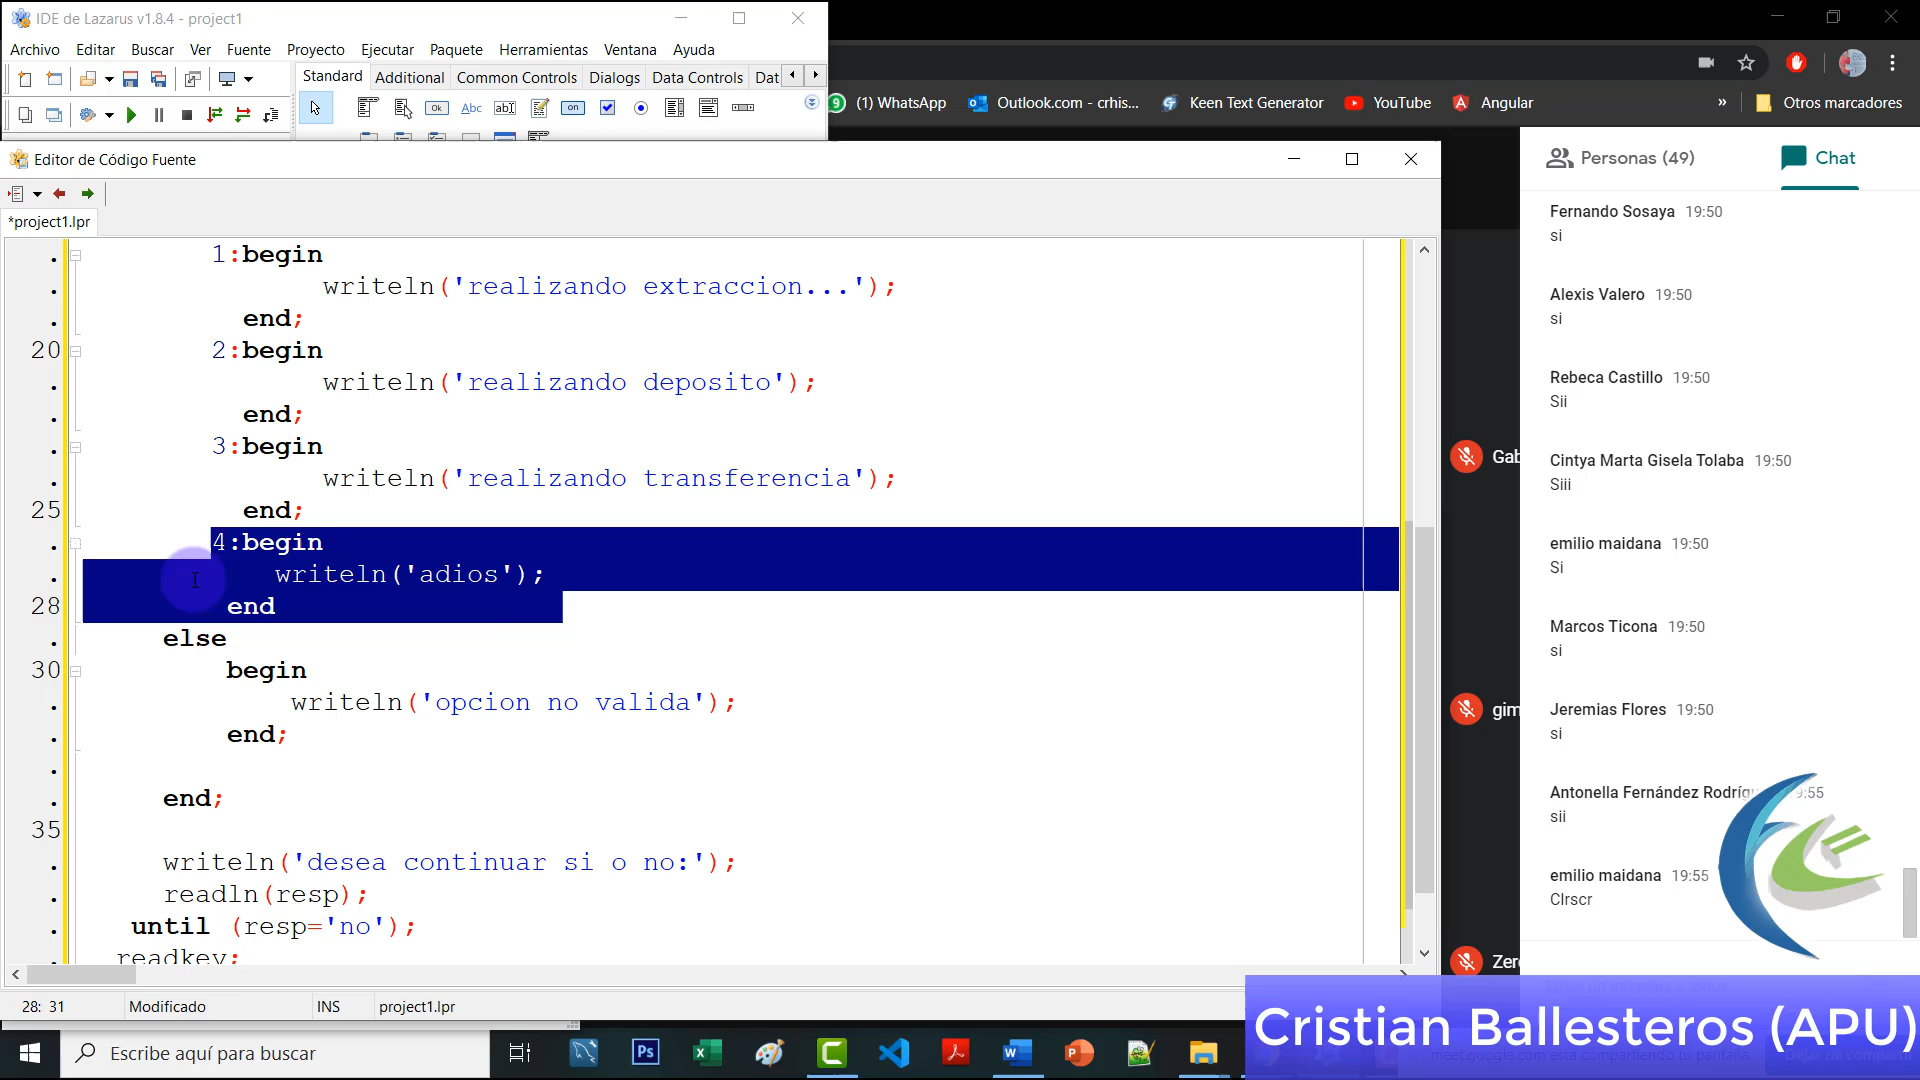 IDE de Lazarus v1.8.4 - project1
Archivo Editar Buscar Ver Fuente Proyecto Ejecutar Paquete Herramientas Ventana Ayuda
Standard Additional Common Controls Dialogs Data Controls Dat
Ok Abc ab on
(1) WhatsApp Outlook.com - crhis... Keen Text Generator YouTube Angular » Otros marcadores
Editor de Código Fuente
*project1.lpr
1:begin
writeln('realizando extraccion...');
end;
20 2:begin
writeln('realizando deposito');
end;
3:begin
writeln('realizando transferencia');
25 end;
4:begin
writeln('adios');
28 end
else
30 begin
writeln('opcion no valida');
end;
end;
35
writeln('desea continuar si o no:');
readln(resp);
until (resp='no');
readkey;
28: 31 Modificado INS project1.lpr
Personas (49) Chat
Fernando Sosaya 19:50
si
Alexis Valero 19:50
si
Rebeca Castillo 19:50
Sii
Cintya Marta Gisela Tolaba 19:50
Siii
emilio maidana 19:50
Si
Marcos Ticona 19:50
si
Jeremias Flores 19:50
si
Antonella Fernández Rodríg
sii
emilio maidana 19:55
Clrscr
Gab
gim
Zer
Cristian Ballesteros (APU)
Escribe aquí para buscar
Ps